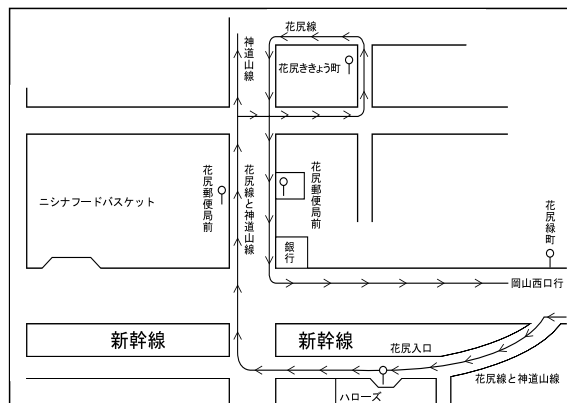 花尻線
神道山線
花尻ききょう町
花尻郵便局前
花尻線と神道山線
花尻郵便局前
ニシナフードバスケット
銀行
花尻緑町
岡山西口行
新幹線
新幹線
花尻入口
花尻線と神道山線
ハローズ